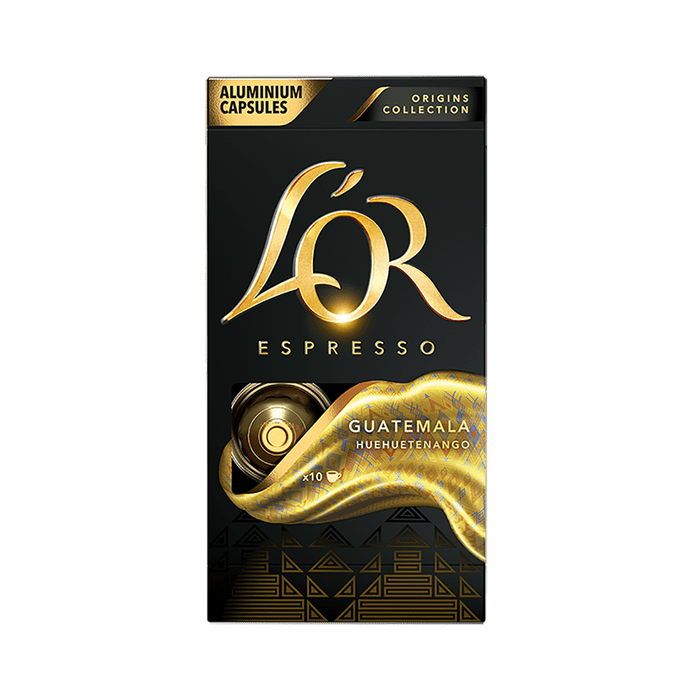 ALUMINIUM
CAPSULES
ORIGINS
COLLECTION
L'OR
ESPRESSO
GUATEMALA
HUEHUETENANGO
x10